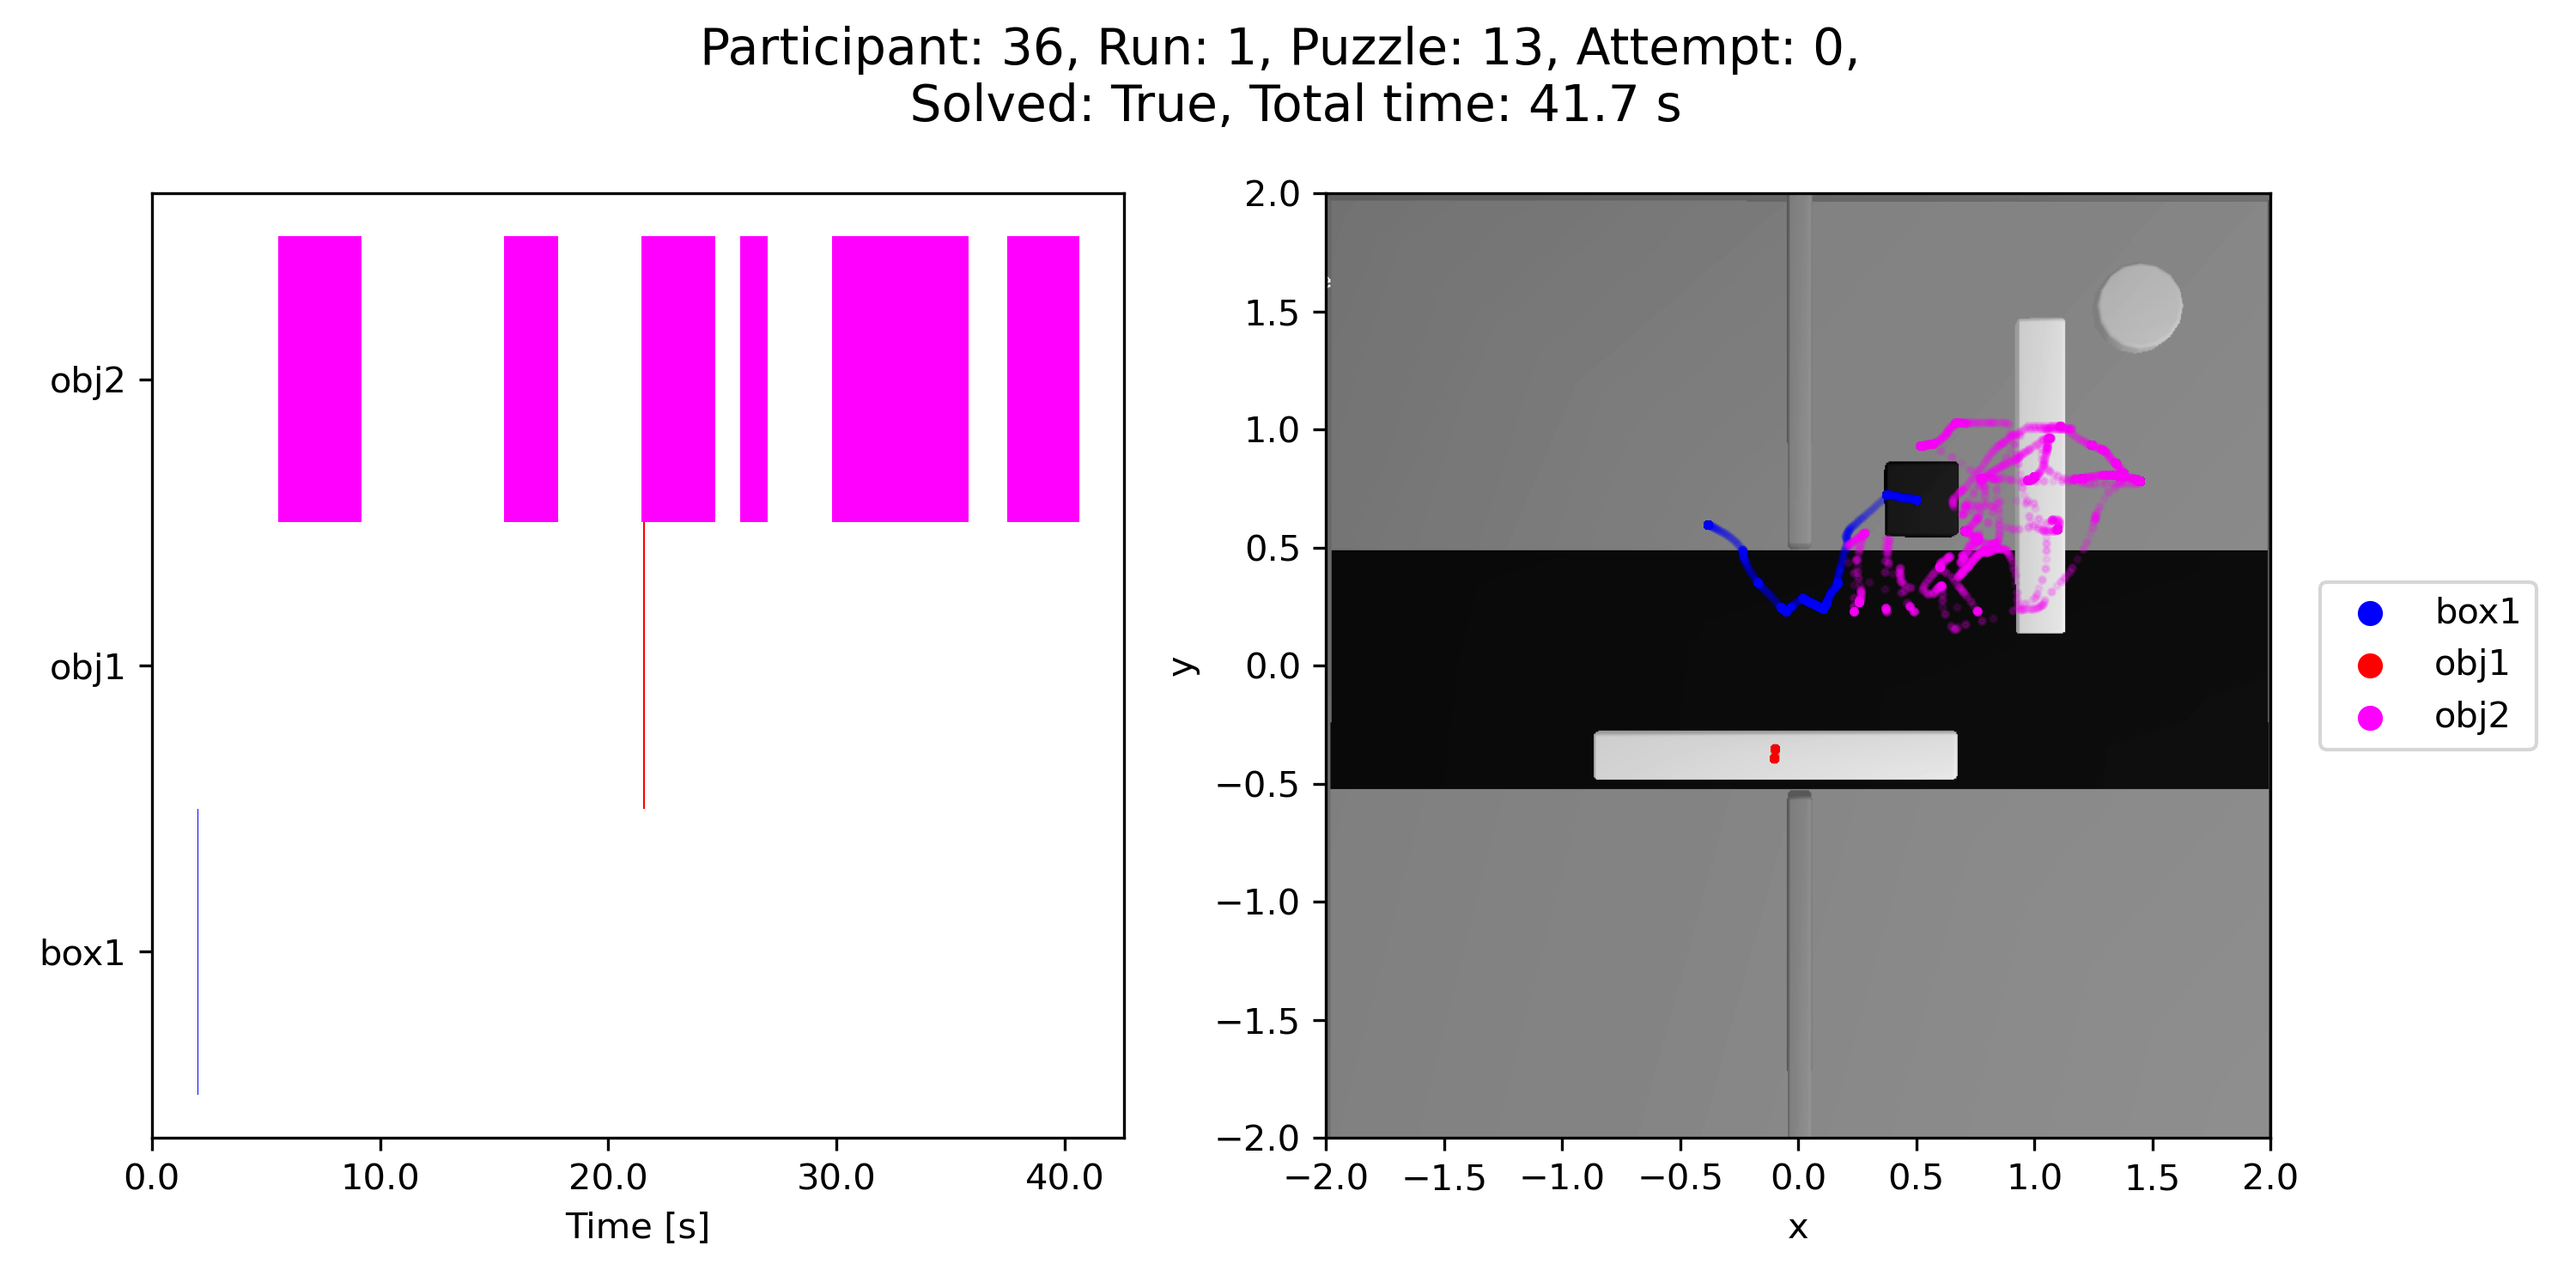 Participant: 36, Run: 1, Puzzle: 13, Attempt: 0,
Solved: True, Total time: 41.7 s
obj2
obj1
box1
0.0 10.0 20.0 30.0 40.0
Time [s]
2.0
1.5
1.0
0.5
0.0
−0.5
−1.0
−1.5
−2.0
y
−2.0 −1.5 −1.0 −0.5 0.0 0.5 1.0 1.5 2.0
x
box1
obj1
obj2